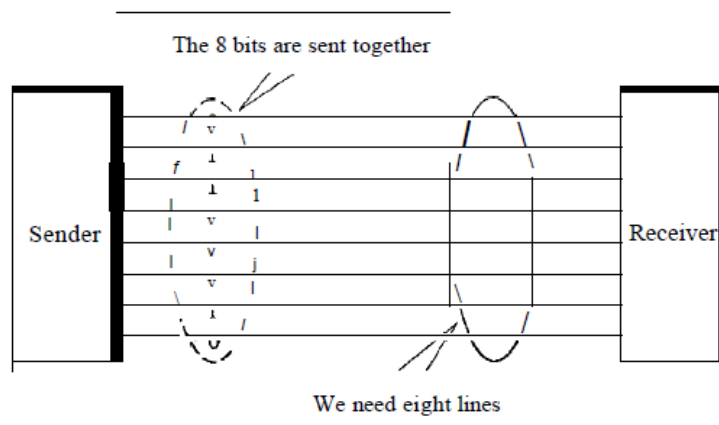 The 8 bits are sent together
Sender
Receiver
We need eight lines